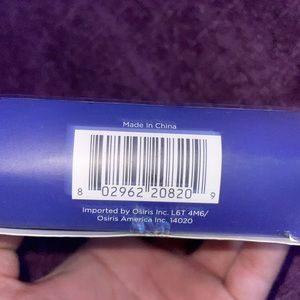 Made In China
8 02962 20820 9
Imported by Osiris Inc. L6T 4M6/
Osiris America Inc. 14020